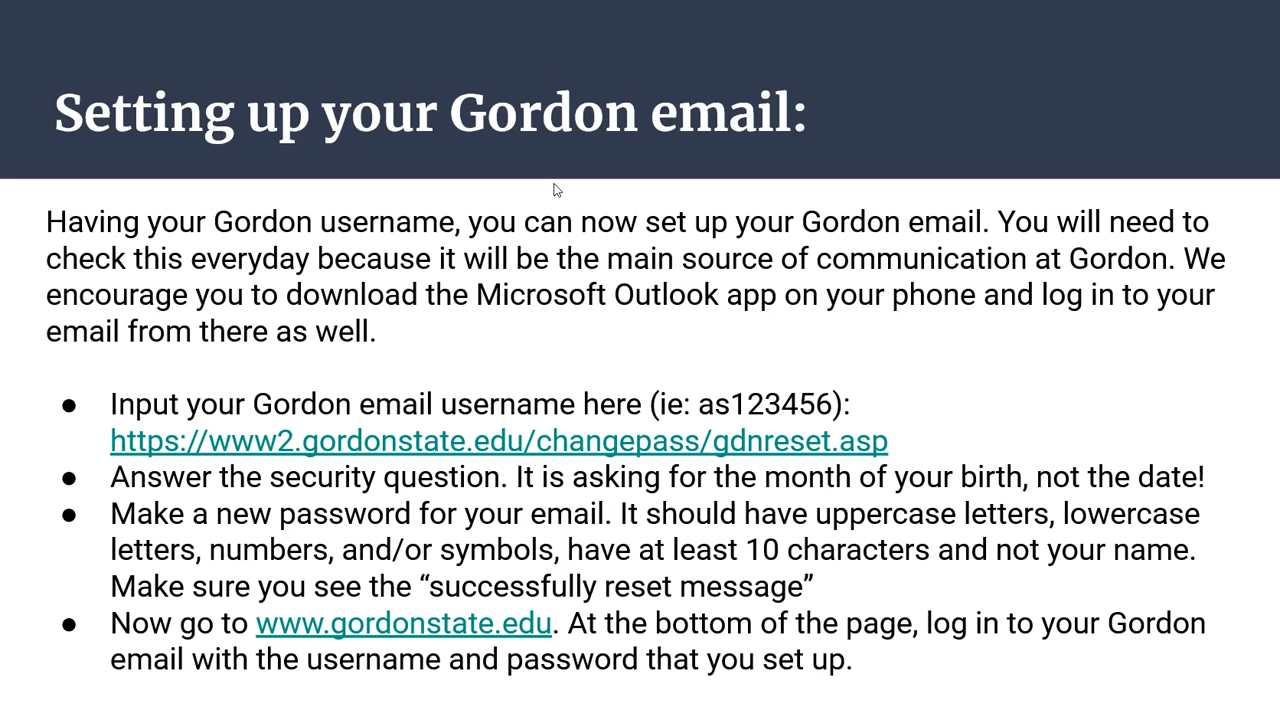 Setting up your Gordon email:
Having your Gordon username, you can now set up your Gordon email. You will need to
check this everyday because it will be the main source of communication at Gordon. We
encourage you to download the Microsoft Outlook app on your phone and log in to your
email from there as well.
● Input your Gordon email username here (ie: as123456):
https://www2.gordonstate.edu/changepass/gdnreset.asp
● Answer the security question. It is asking for the month of your birth, not the date!
● Make a new password for your email. It should have uppercase letters, lowercase
letters, numbers, and/or symbols, have at least 10 characters and not your name.
Make sure you see the “successfully reset message”
● Now go to www.gordonstate.edu. At the bottom of the page, log in to your Gordon
email with the username and password that you set up.